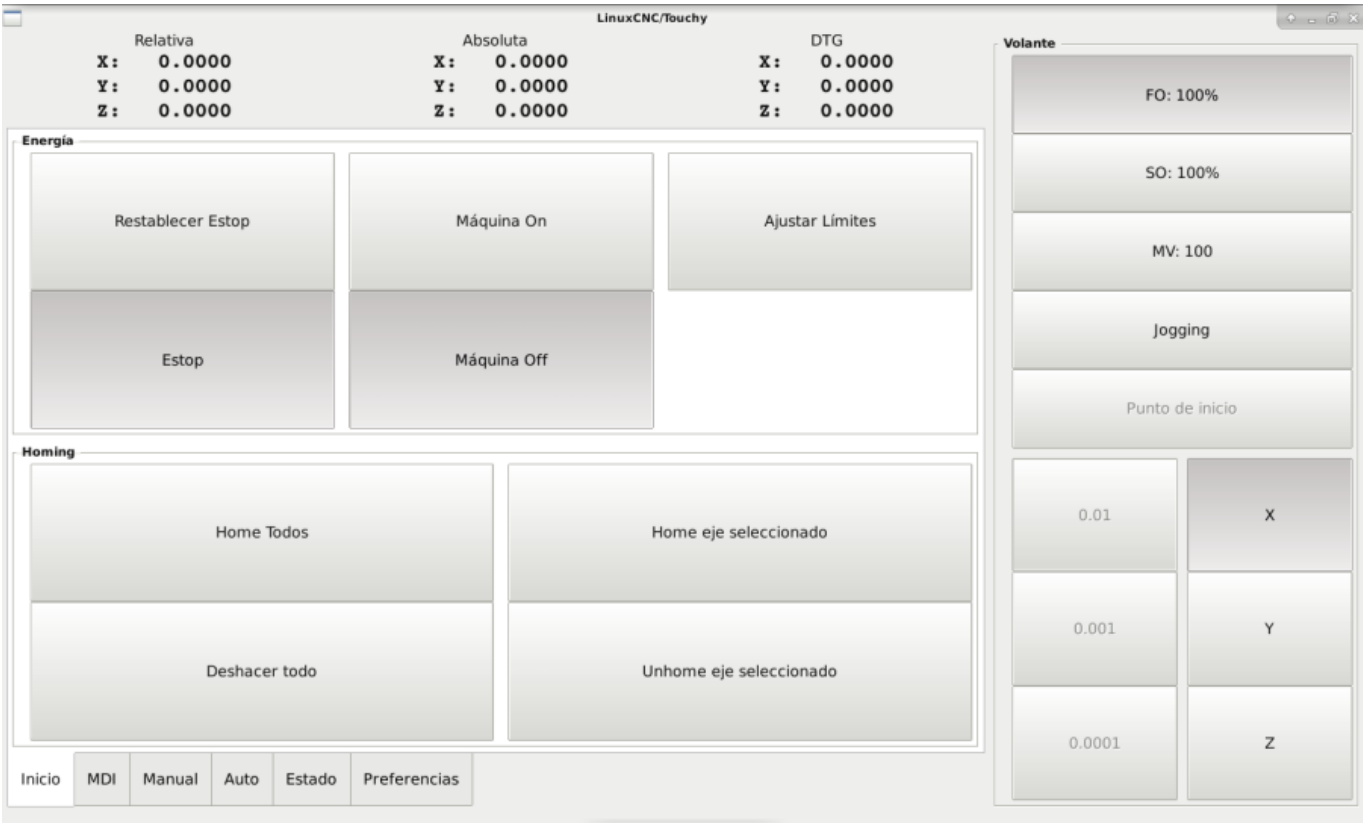 LinuxCNC/Touchy
Relativa Absoluta DTG
X: 0.0000 X: 0.0000 X: 0.0000
Y: 0.0000 Y: 0.0000 Y: 0.0000
Z: 0.0000 Z: 0.0000 Z: 0.0000
Energía
Restablecer Estop Máquina On Ajustar Límites
Estop Máquina Off
Homing
Home Todos Home eje seleccionado
Deshacer todo Unhome eje seleccionado
Inicio MDI Manual Auto Estado Preferencias
Volante
FO: 100%
SO: 100%
MV: 100
Jogging
Punto de inicio
0.01 X
0.001 Y
0.0001 Z